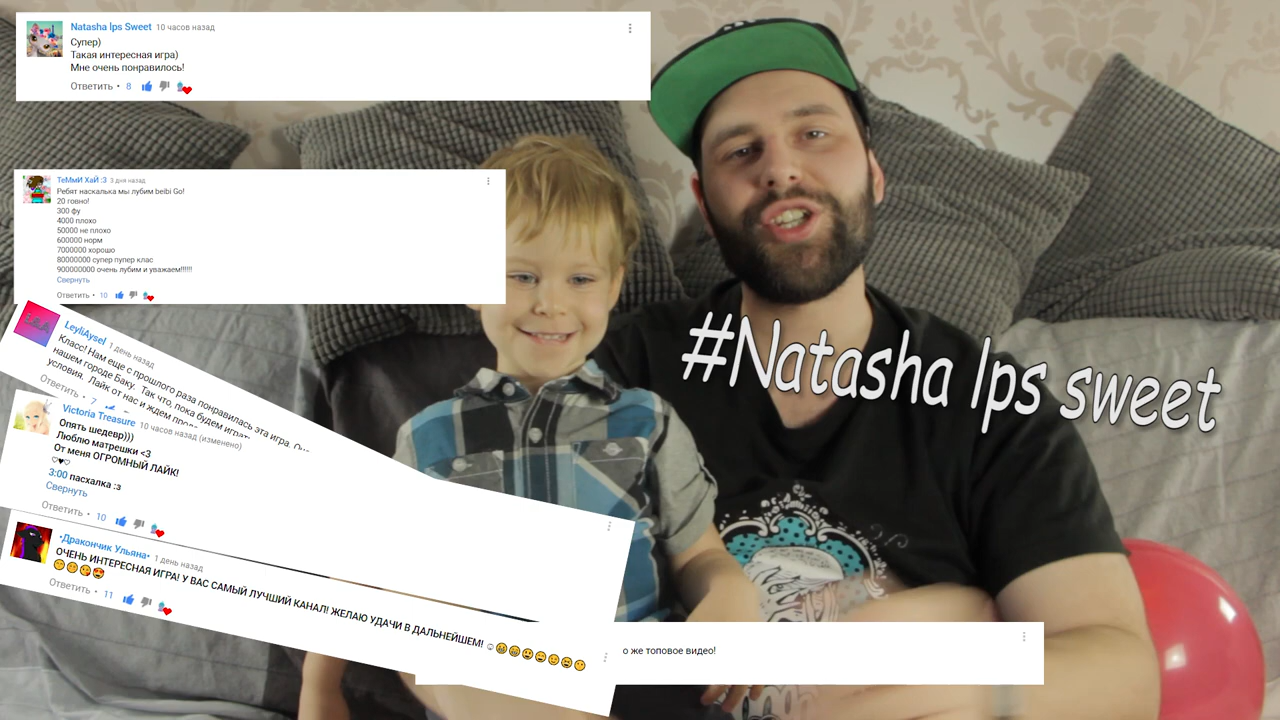 Natasha lps Sweet 10 часов назад
Супер)
Такая интересная игра)
Мне очень понравилось!
Ответить • 8
ТеМмИ ХаЙ :3 3 дня назад
Ребят наскалька мы лубим beibi Go!
20 говно!
300 фу
4000 плохо
50000 не плохо
600000 норм
7000000 хорошо
80000000 супер пупер клас
900000000 очень лубим и уважаем!!!!!!
Свернуть
Ответить • 10
#Natasha lps sweet
LeyliAysel 1 день назад
Класс! Нам еще с прошлого раза понравилась эта игра.
нашем городе Баку. Так что, пока будем
условия. Лайк от нас и ждем
Ответить • 7
Victoria Treasure 10 часов назад (изменено)
Опять шедевр)))
Люблю матрешки <3
От меня ОГРОМНЫЙ ЛАЙК!
♡♥♡
3:00 пасхалка :з
Свернуть
Ответить • 10
•Дракончик Ульяна• 1 день назад
ОЧЕНЬ ИНТЕРЕСНАЯ ИГРА! У ВАС САМЫЙ ЛУЧШИЙ КАНАЛ! ЖЕЛАЮ УДАЧИ В ДАЛЬНЕЙШЕМ!
Ответить • 11
о же топовое видео!